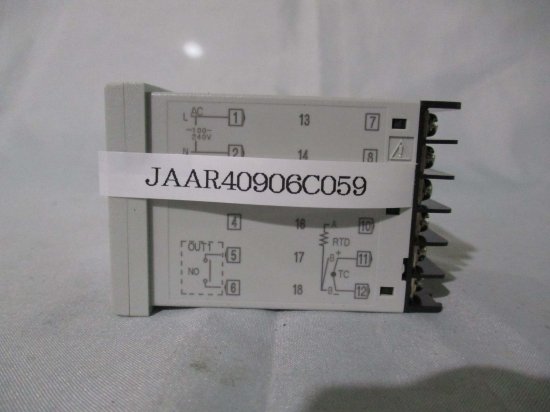 AC
L 1 13 7
100-
240V
N 2 14 8
JAAR40906C059
4 16 A 10
OUT1 RTD
5 17 B + 11
NO TC
6 18 B - 12